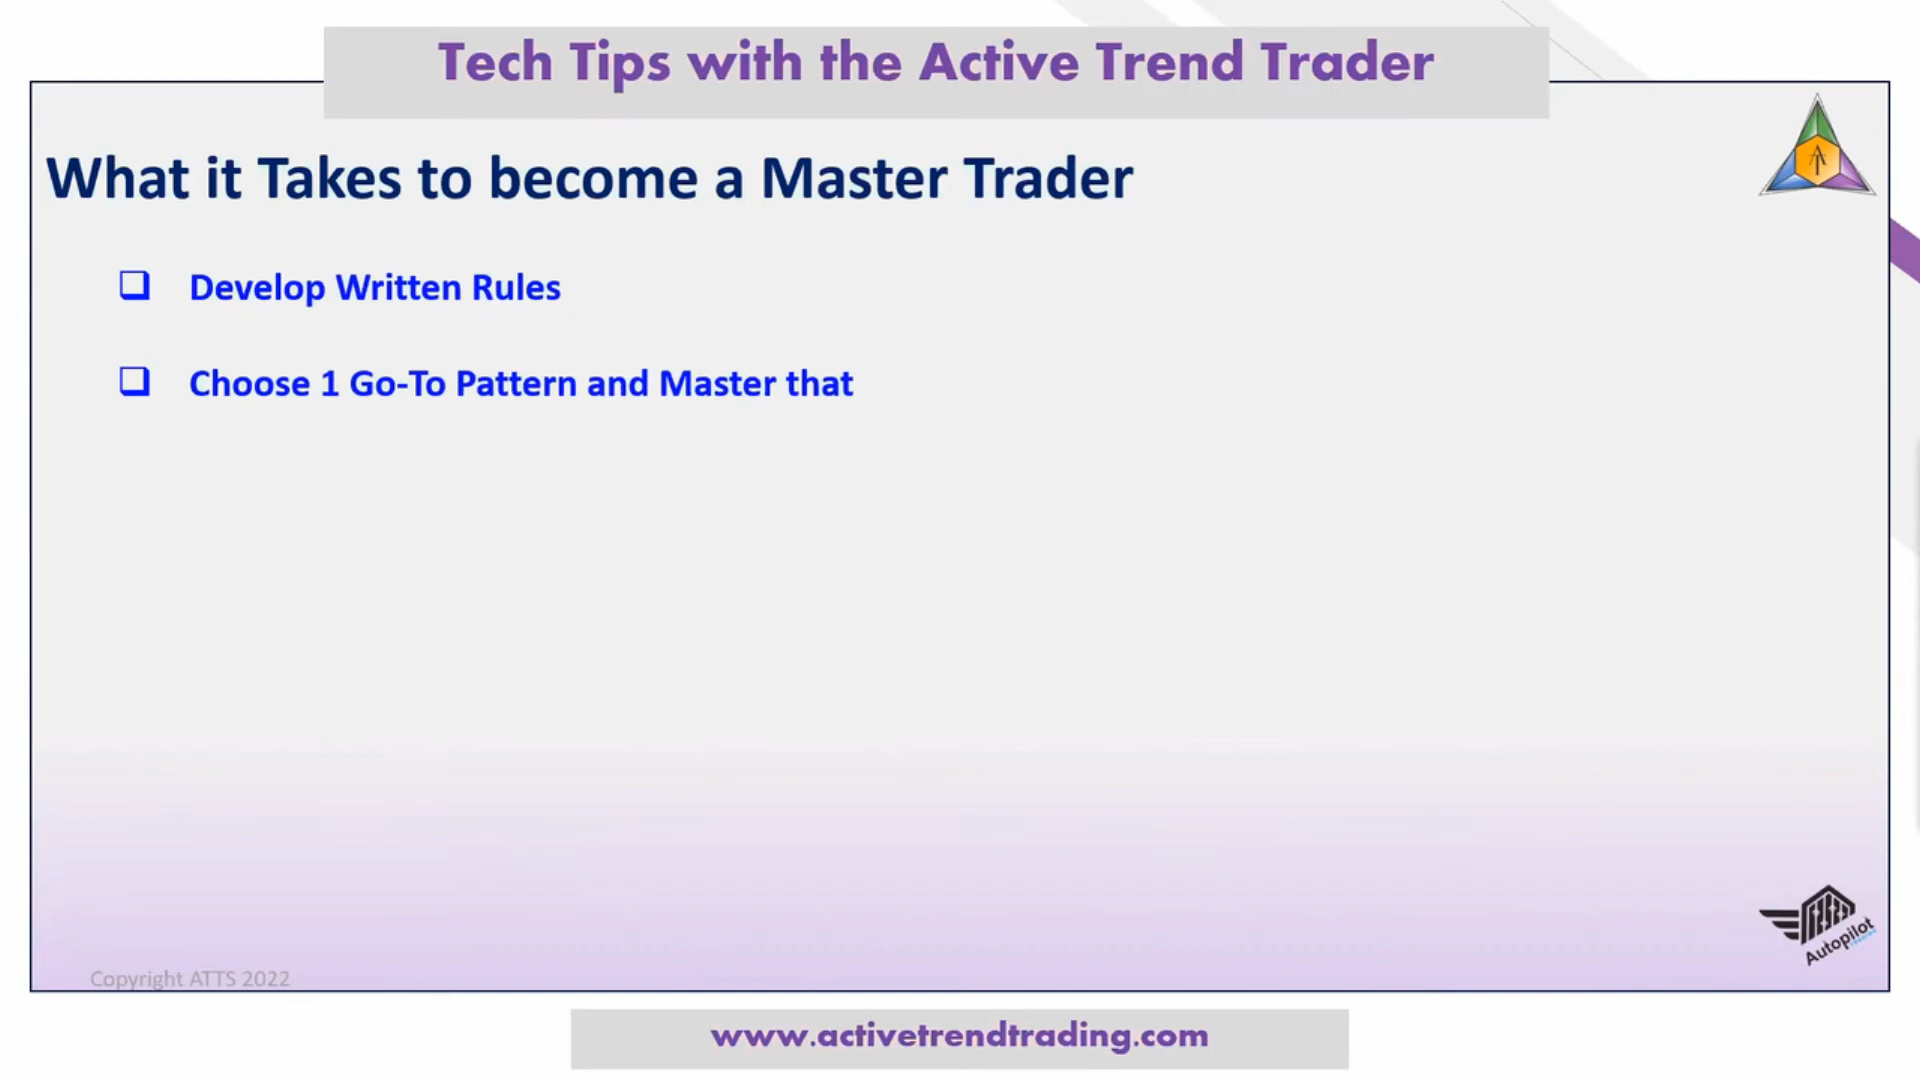 Tech Tips with the Active Trend Trader
What it Takes to become a Master Trader
Develop Written Rules
Choose 1 Go-To Pattern and Master that
Autopilot
Copyright ATTS 2022
www.activetrendtrading.com